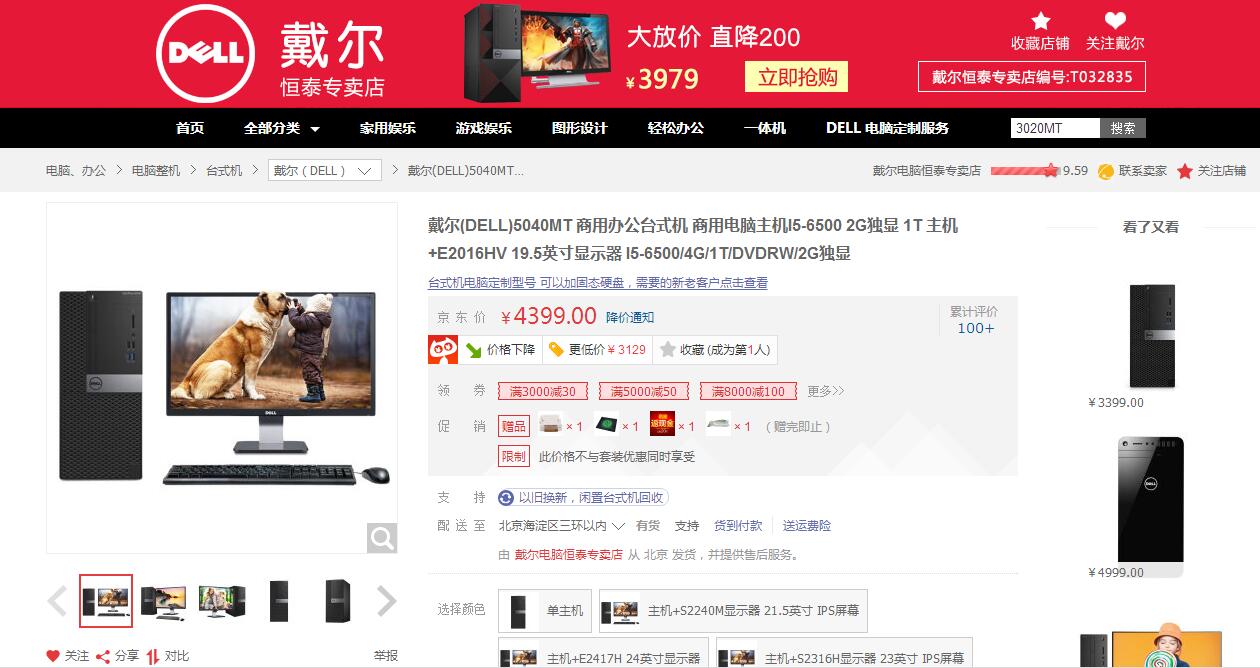 DELL
戴尔
恒泰专卖店
大放价 直降200
¥3979
立即抢购
收藏店铺
关注戴尔
戴尔恒泰专卖店编号:T032835
首页
全部分类
家用娱乐
游戏娱乐
图形设计
轻松办公
一体机
DELL 电脑定制服务
3020MT
搜索
电脑、办公 > 电脑整机 > 台式机 > 戴尔（DELL） > 戴尔(DELL)5040MT...
戴尔电脑恒泰专卖店
9.59
联系卖家
关注店铺
戴尔(DELL)5040MT 商用办公台式机 商用电脑主机I5-6500 2G独显 1T 主机
+E2016HV 19.5英寸显示器 I5-6500/4G/1T/DVDRW/2G独显
台式机电脑定制型号 可以加固态硬盘，需要的新老客户点击查看
京东价 ¥4399.00 降价通知
累计评价
100+
价格下降
更低价¥3129
收藏 (成为第1人)
领券 满3000减30 满5000减50 满8000减100 更多>>
促销 赠品 ×1 ×1 ×1 ×1 （赠完即止）
限制 此价格不与套装优惠同时享受
支持 以旧换新，闲置台式机回收
配送至 北京海淀区三环以内 有货 支持 货到付款 送运费险
由 戴尔电脑恒泰专卖店 从 北京 发货，并提供售后服务。
选择颜色 单主机 主机+S2240M显示器 21.5英寸 IPS屏幕
主机+E2417H 24英寸显示器 主机+S2316H显示器 23英寸 IPS屏幕
关注 分享 对比 举报
看了又看
¥3399.00
¥4999.00